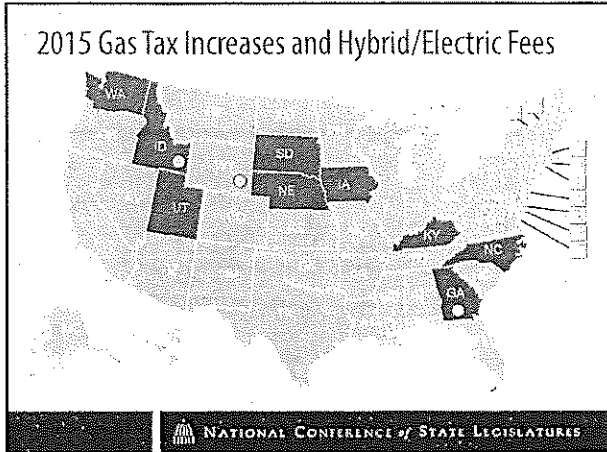 2015 Gas Tax Increases and Hybrid/Electric Fees
WA
ID
SD
NE
IA
UT
KY
NC
GA
NATIONAL CONFERENCE of STATE LEGISLATURES